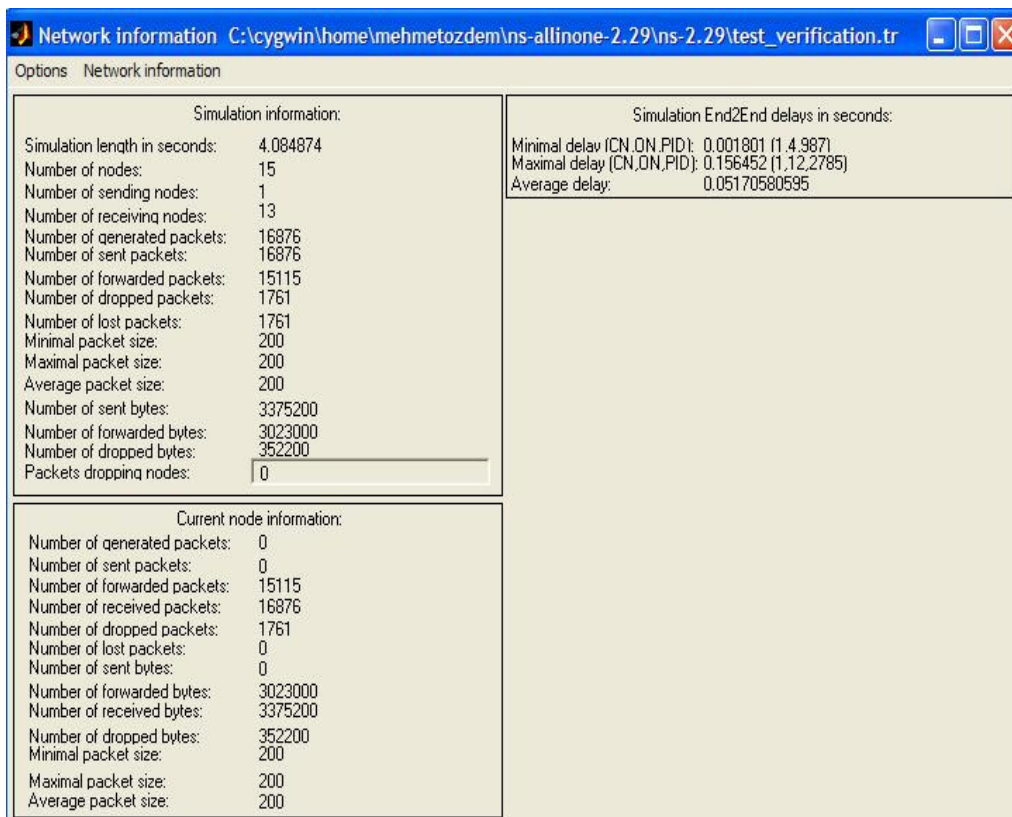 Network information C:\cygwin\home\mehmetozdem\ns-allinone-2.29\ns-2.29\test_verification.tr
Options Network information
Simulation information:
Simulation length in seconds: 4.084874
Number of nodes: 15
Number of sending nodes: 1
Number of receiving nodes: 13
Number of generated packets: 16876
Number of sent packets: 16876
Number of forwarded packets: 15115
Number of dropped packets: 1761
Number of lost packets: 1761
Minimal packet size: 200
Maximal packet size: 200
Average packet size: 200
Number of sent bytes: 3375200
Number of forwarded bytes: 3023000
Number of dropped bytes: 352200
Packets dropping nodes: 0
Simulation End2End delays in seconds:
Minimal delay (CN,ON,PID): 0.001801 (1,4,987)
Maximal delay (CN,ON,PID): 0.156452 (1,12,2785)
Average delay: 0.05170580595
Current node information:
Number of generated packets: 0
Number of sent packets: 0
Number of forwarded packets: 15115
Number of received packets: 16876
Number of dropped packets: 1761
Number of lost packets: 0
Number of sent bytes: 0
Number of forwarded bytes: 3023000
Number of received bytes: 3375200
Number of dropped bytes: 352200
Minimal packet size: 200
Maximal packet size: 200
Average packet size: 200